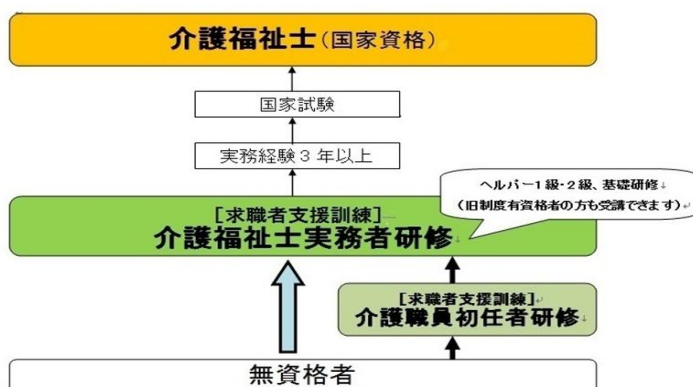 介護福祉士(国家資格)
国家試験
実務経験3年以上
ヘルパー1級・2級、基礎研修
(旧制度有資格者の方も受講できます)
[求職者支援訓練]
介護福祉士実務者研修
[求職者支援訓練]
介護職員初任者研修
無資格者